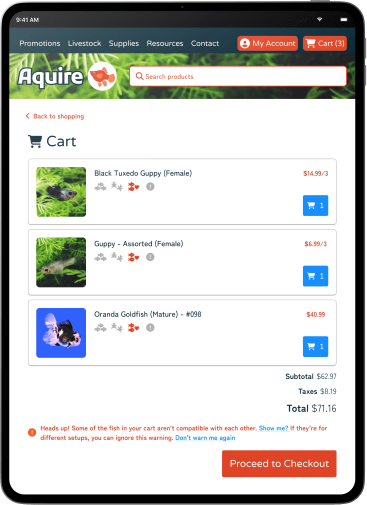 9:41 AM
Promotions Livestock Supplies Resources Contact My Account Cart (3)
Aquire
Search products
Back to shopping
Cart
Black Tuxedo Guppy (Female) $14.99/3
1
Guppy - Assorted (Female) $6.99/3
1
Oranda Goldfish (Mature) - #098 $40.99
1
Subtotal $62.97
Taxes $8.19
Total $71.16
Heads up! Some of the fish in your cart aren't compatible with each other. Show me? If they're for
different setups, you can ignore this warning. Don't warn me again
Proceed to Checkout